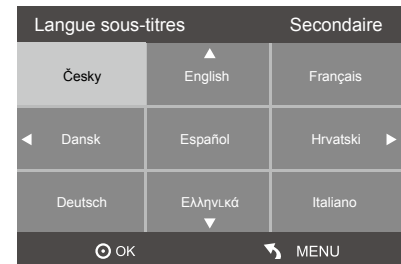 Langue sous-titres Secondaire
Česky English Français
Dansk Español Hrvatski
Deutsch Ελληνικά Italiano
OK MENU